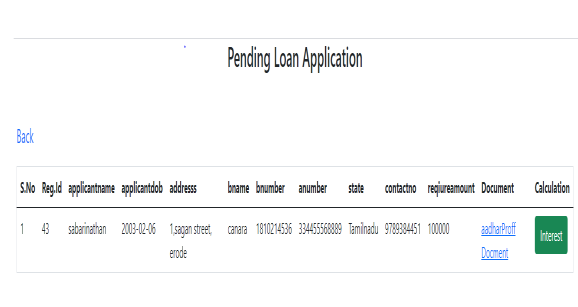 Pending Loan Application
Back
S.No Reg.Id applicantname applicantdob addresss bname bnumber anumber state contactno reqiureamount Document Calculation
1 43 sabarinathan 2003-02-06 1,sagan street, canara 1810214536 334455568889 Tamilnadu 9789384451 100000 aadharProff Interest
erode Docment